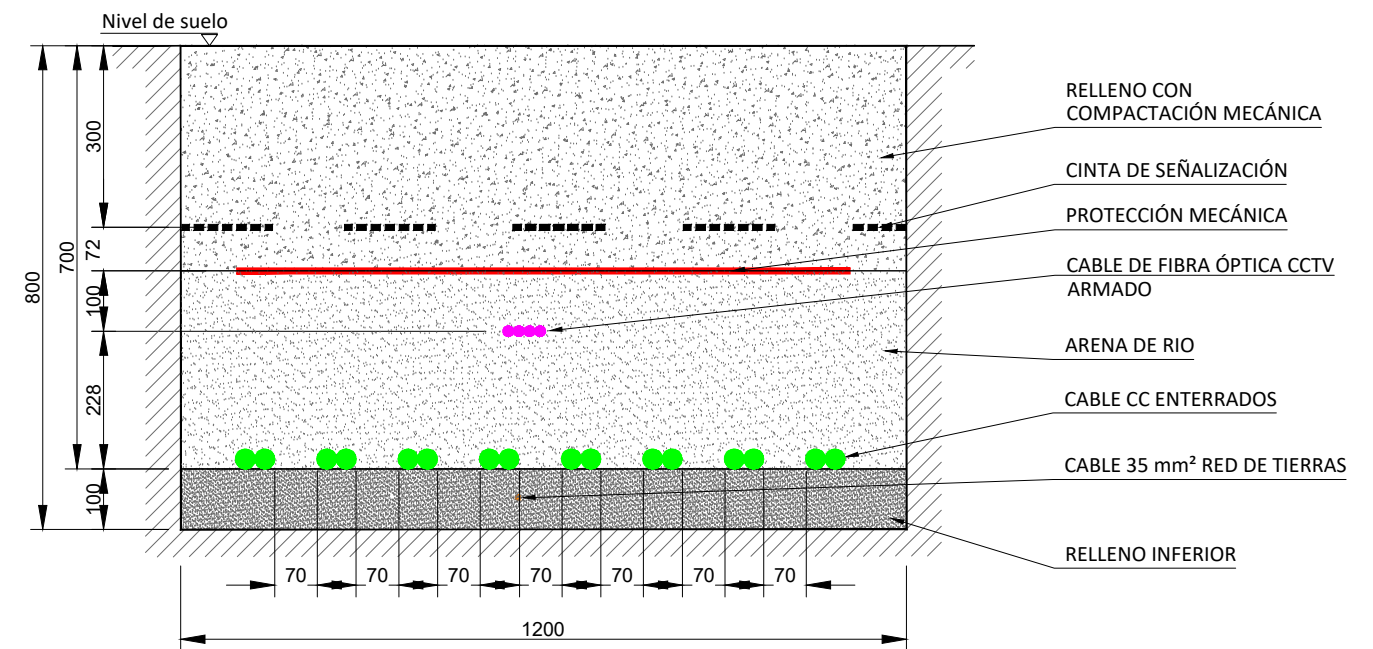 Nivel de suelo
RELLENO CON
COMPACTACIÓN MECÁNICA
CINTA DE SEÑALIZACIÓN
PROTECCIÓN MECÁNICA
CABLE DE FIBRA ÓPTICA CCTV
ARMADO
ARENA DE RIO
CABLE CC ENTERRADOS
CABLE 35 mm² RED DE TIERRAS
RELLENO INFERIOR
800
700
300
72
100
228
100
70 70 70 70 70 70 70
1200